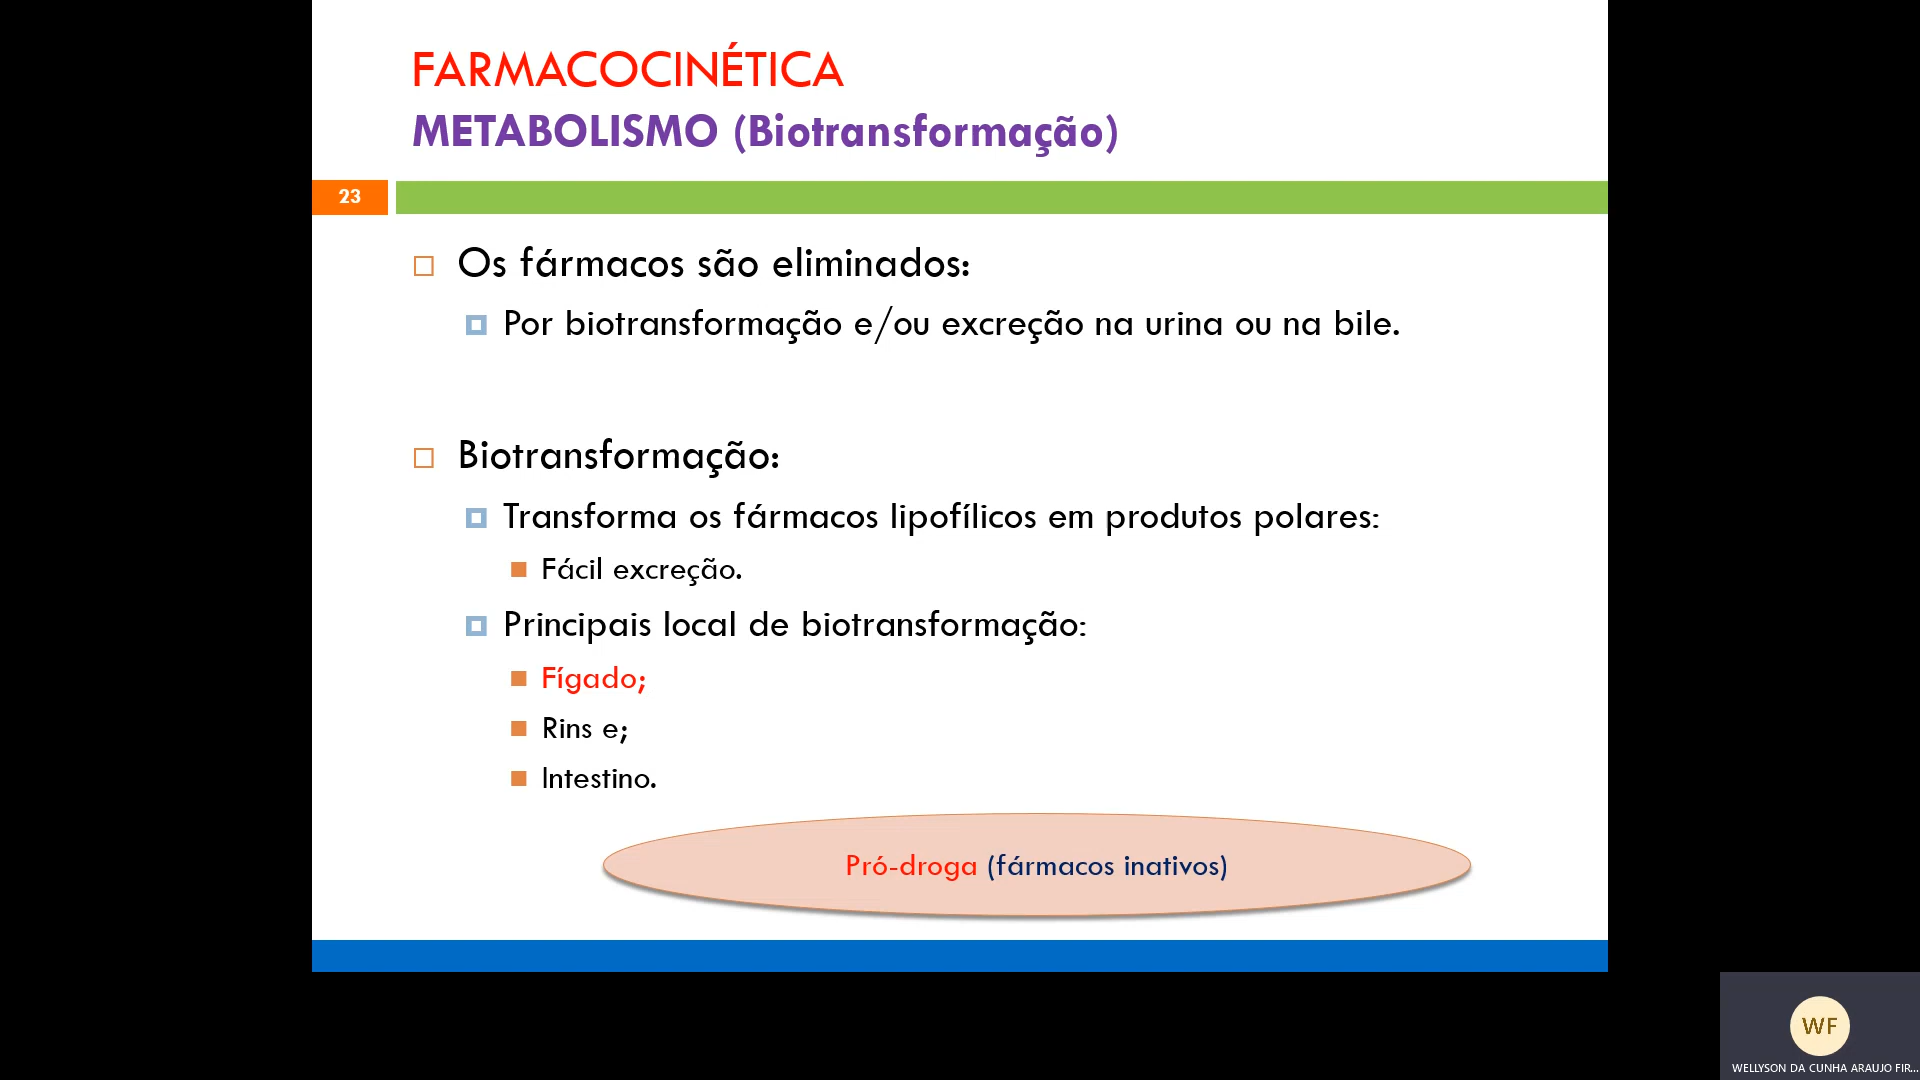 FARMACOCINÉTICA
METABOLISMO (Biotransformação)
23
Os fármacos são eliminados:
Por biotransformação e/ou excreção na urina ou na bile.
Biotransformação:
Transforma os fármacos lipofílicos em produtos polares:
Fácil excreção.
Principais local de biotransformação:
Fígado;
Rins e;
Intestino.
Pró-droga (fármacos inativos)
WF
WELLYSON DA CUNHA ARAUJO FIR...